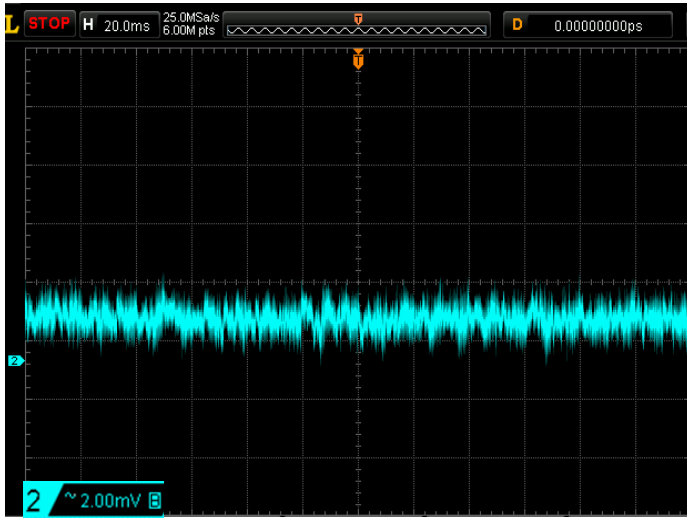 L STOP H 20.0ms 25.0MSa/s 6.00M pts T D 0.00000000ps
T
2
2 ~ 2.00mV B